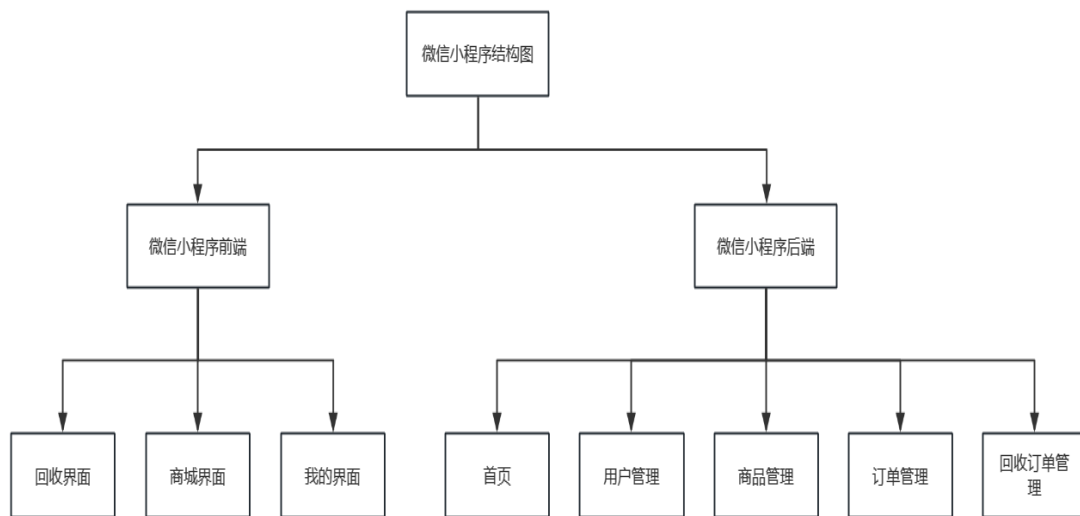 微信小程序结构图
微信小程序前端
微信小程序后端
回收界面
商城界面
我的界面
首页
用户管理
商品管理
订单管理
回收订单管
理